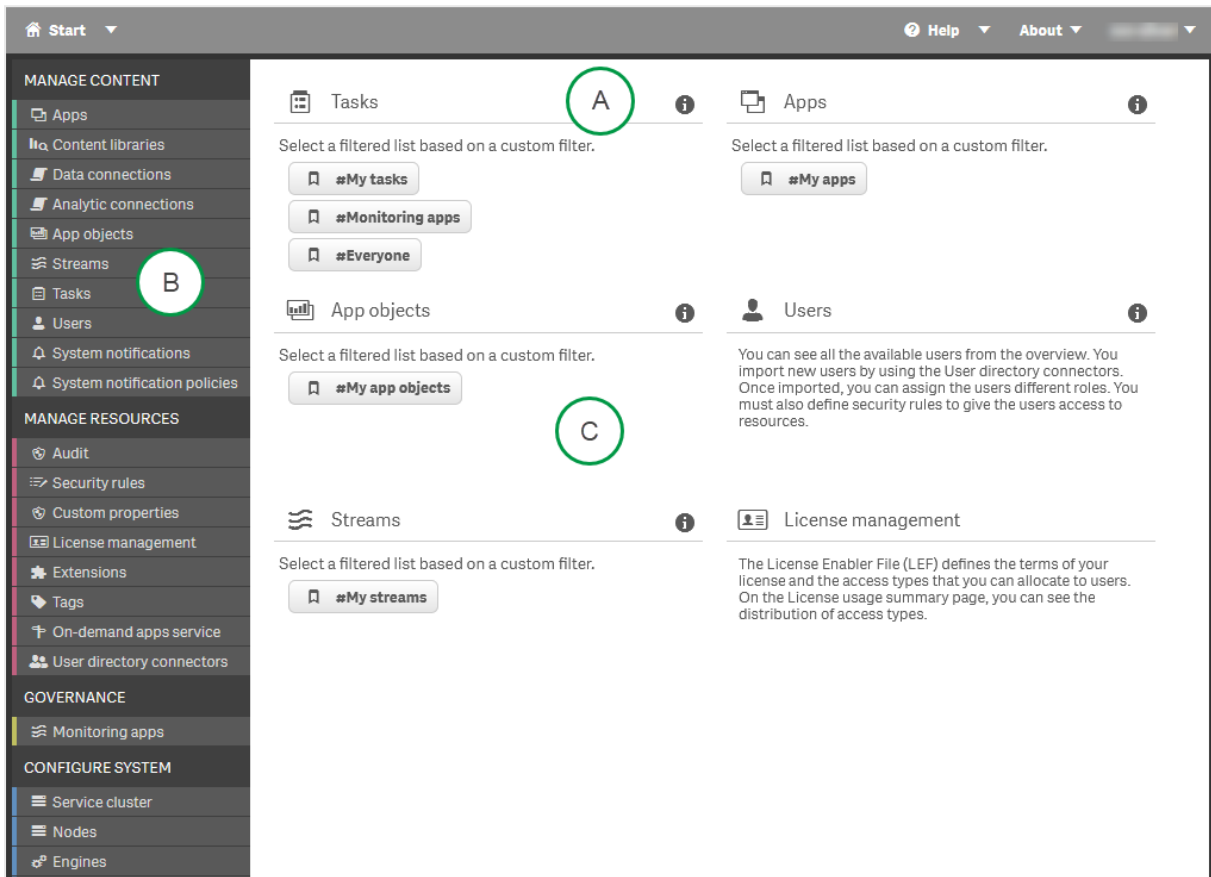 Start
Help
About
MANAGE CONTENT
Apps
Content libraries
Data connections
Analytic connections
App objects
Streams
Tasks
Users
System notifications
System notification policies
MANAGE RESOURCES
Audit
Security rules
Custom properties
License management
Extensions
Tags
On-demand apps service
User directory connectors
GOVERNANCE
Monitoring apps
CONFIGURE SYSTEM
Service cluster
Nodes
Engines
B
Tasks
A
Select a filtered list based on a custom filter.
#My tasks
#Monitoring apps
#Everyone
Apps
Select a filtered list based on a custom filter.
#My apps
App objects
Select a filtered list based on a custom filter.
#My app objects
C
Users
You can see all the available users from the overview. You
import new users by using the User directory connectors.
Once imported, you can assign the users different roles. You
must also define security rules to give the users access to
resources.
Streams
Select a filtered list based on a custom filter.
#My streams
License management
The License Enabler File (LEF) defines the terms of your
license and the access types that you can allocate to users.
On the License usage summary page, you can see the
distribution of access types.